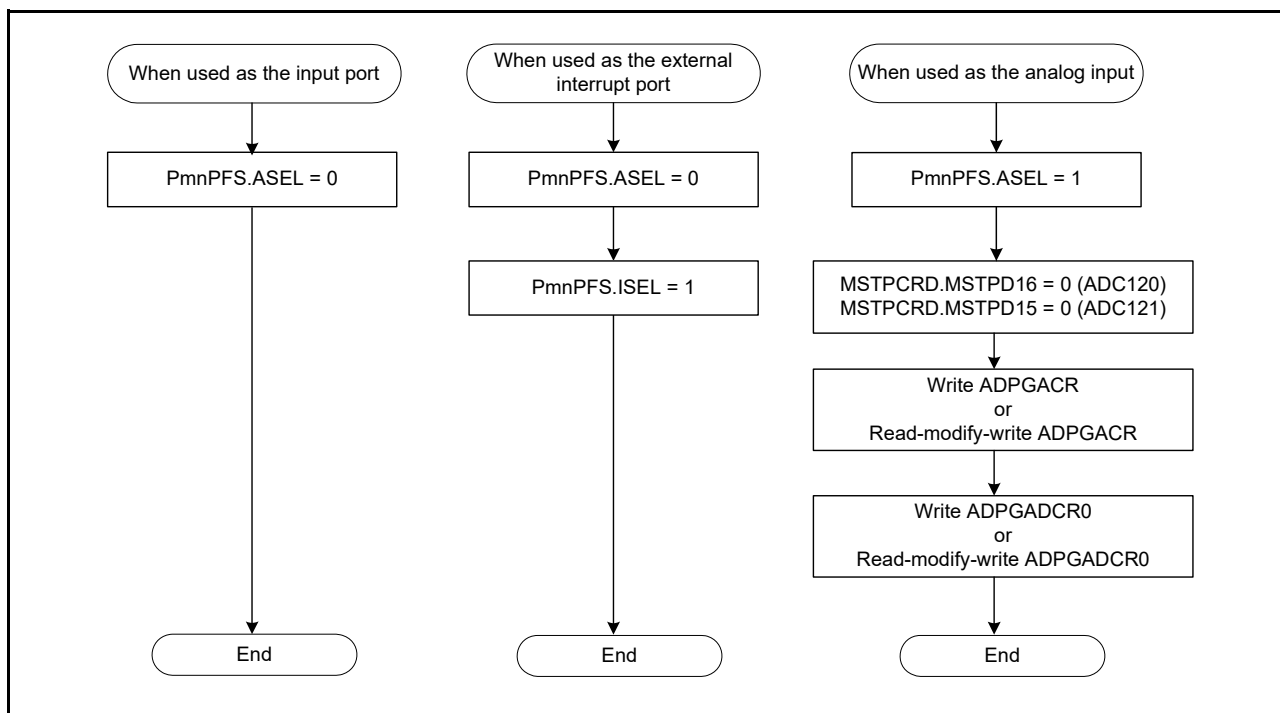 When used as the input port
PmnPFS.ASEL = 0
End
When used as the external
interrupt port
PmnPFS.ASEL = 0
PmnPFS.ISEL = 1
End
When used as the analog input
PmnPFS.ASEL = 1
MSTPCRD.MSTPD16 = 0 (ADC120)
MSTPCRD.MSTPD15 = 0 (ADC121)
Write ADPGACR
or
Read-modify-write ADPGACR
Write ADPGADCR0
or
Read-modify-write ADPGADCR0
End